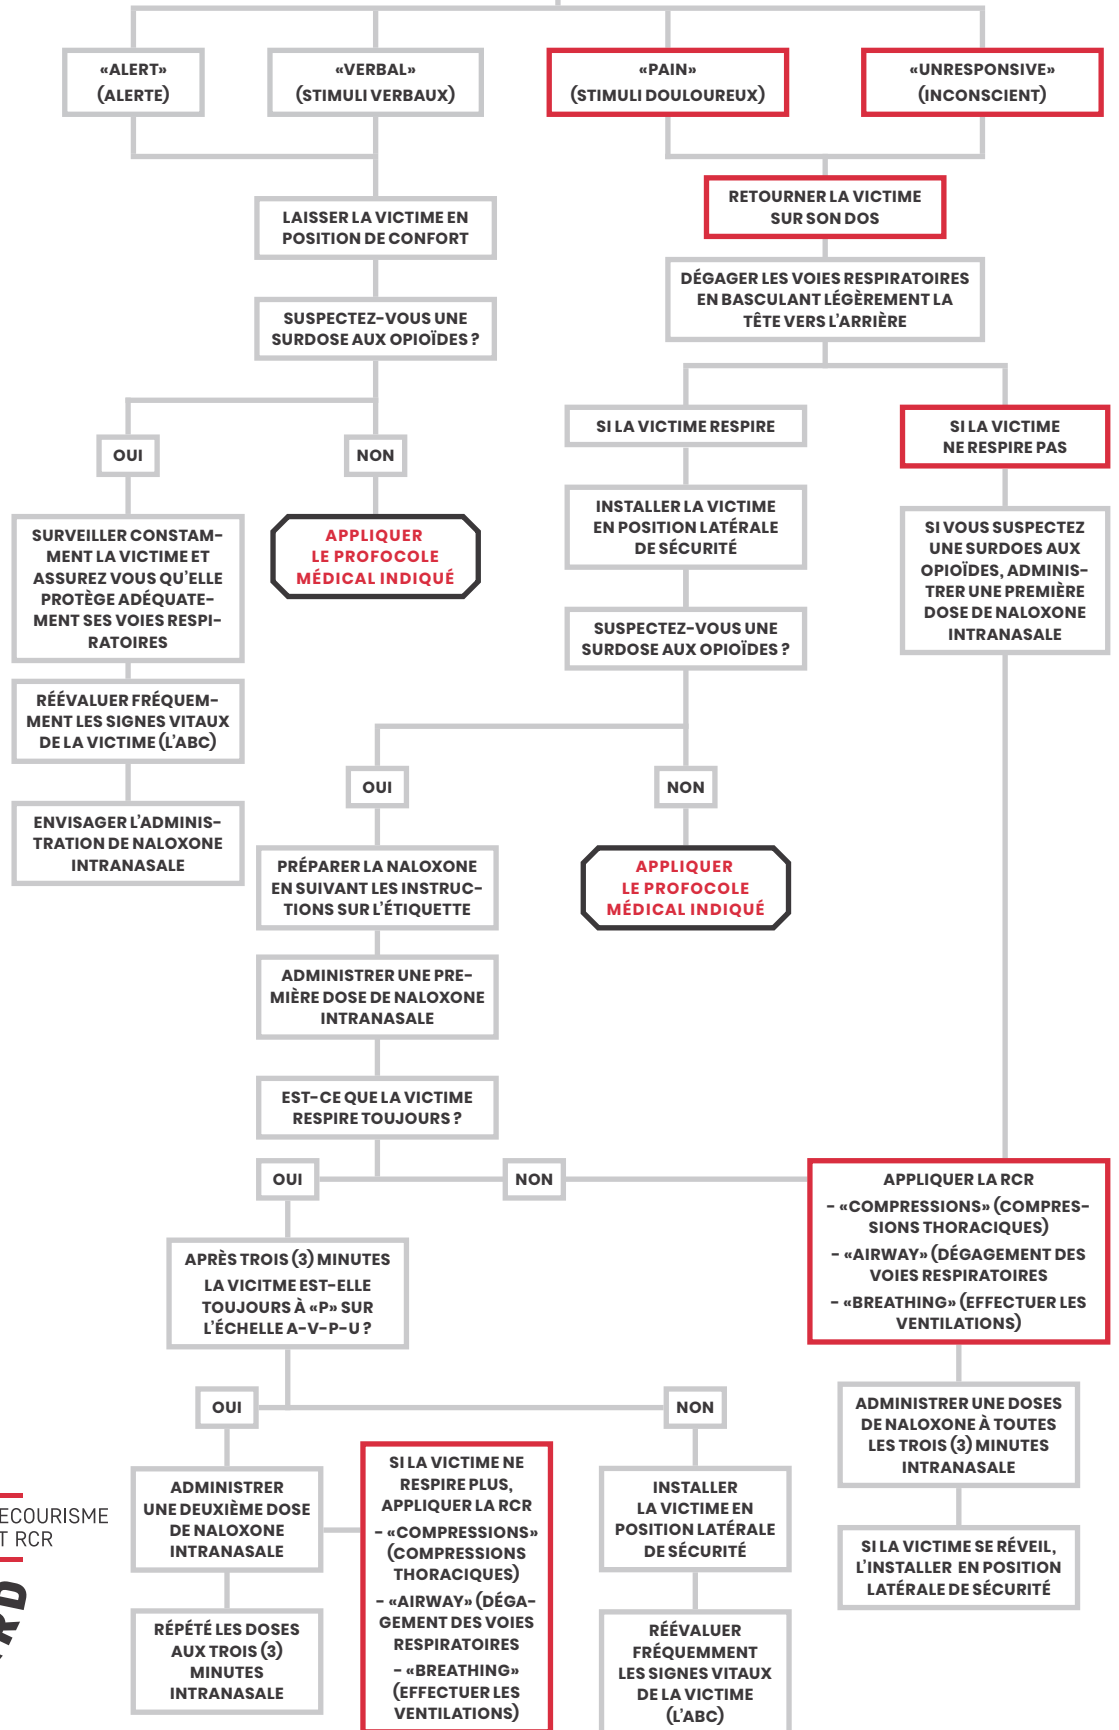 «ALERT»
(ALERTE)
«VERBAL»
(STIMULI VERBAUX)
«PAIN»
(STIMULI DOULOUREUX)
«UNRESPONSIVE»
(INCONSCIENT)
LAISSER LA VICTIME EN
POSITION DE CONFORT
RETOURNER LA VICTIME
SUR SON DOS
DÉGAGER LES VOIES RESPIRATOIRES
EN BASCULANT LÉGÈREMENT LA
TÊTE VERS L'ARRIÈRE
SUSPECTEZ-VOUS UNE
SURDOSE AUX OPIOÏDES ?
OUI
NON
SURVEILLER CONSTAM-
MENT LA VICTIME ET
ASSUREZ VOUS QU'ELLE
PROTÈGE ADÉQUATE-
MENT SES VOIES RESPI-
RATOIRES
APPLIQUER
LE PROFOCOLE
MÉDICAL INDIQUÉ
RÉÉVALUER FRÉQUEM-
MENT LES SIGNES VITAUX
DE LA VICTIME (L'ABC)
ENVISAGER L'ADMINIS-
TRATION DE NALOXONE
INTRANASALE
SI LA VICTIME RESPIRE
SI LA VICTIME
NE RESPIRE PAS
INSTALLER LA VICTIME
EN POSITION LATÉRALE
DE SÉCURITÉ
SI VOUS SUSPECTEZ
UNE SURDOES AUX
OPIOÏDES, ADMINIS-
TRER UNE PREMIÈRE
DOSE DE NALOXONE
INTRANASALE
SUSPECTEZ-VOUS UNE
SURDOSE AUX OPIOÏDES ?
OUI
NON
PRÉPARER LA NALOXONE
EN SUIVANT LES INSTRUC-
TIONS SUR L'ÉTIQUETTE
APPLIQUER
LE PROFOCOLE
MÉDICAL INDIQUÉ
ADMINISTRER UNE PRE-
MIÈRE DOSE DE NALOXONE
INTRANASALE
EST-CE QUE LA VICTIME
RESPIRE TOUJOURS ?
OUI
NON
APPLIQUER LA RCR
- «COMPRESSIONS» (COMPRES-
SIONS THORACIQUES)
- «AIRWAY» (DÉGAGEMENT DES
VOIES RESPIRATOIRES
- «BREATHING» (EFFECTUER LES
VENTILATIONS)
APRÈS TROIS (3) MINUTES
LA VICITME EST-ELLE
TOUJOURS À «P» SUR
L'ÉCHELLE A-V-P-U ?
OUI
NON
ADMINISTRER UNE DOSES
DE NALOXONE À TOUTES
LES TROIS (3) MINUTES
INTRANASALE
ADMINISTRER
UNE DEUXIÈME DOSE
DE NALOXONE
INTRANASALE
SI LA VICTIME NE
RESPIRE PLUS,
APPLIQUER LA RCR
- «COMPRESSIONS»
(COMPRESSIONS
THORACIQUES)
- «AIRWAY» (DÉGA-
GEMENT DES VOIES
RESPIRATOIRES
- «BREATHING»
(EFFECTUER LES
VENTILATIONS)
INSTALLER
LA VICTIME EN
POSITION LATÉRALE
DE SÉCURITÉ
SI LA VICTIME SE RÉVEIL,
L'INSTALLER EN POSITION
LATÉRALE DE SÉCURITÉ
RÉPÉTÉ LES DOSES
AUX TROIS (3)
MINUTES
INTRANASALE
RÉÉVALUER
FRÉQUEMMENT
LES SIGNES VITAUX
DE LA VICTIME
(L'ABC)
ECOURISME
T RCR
RD